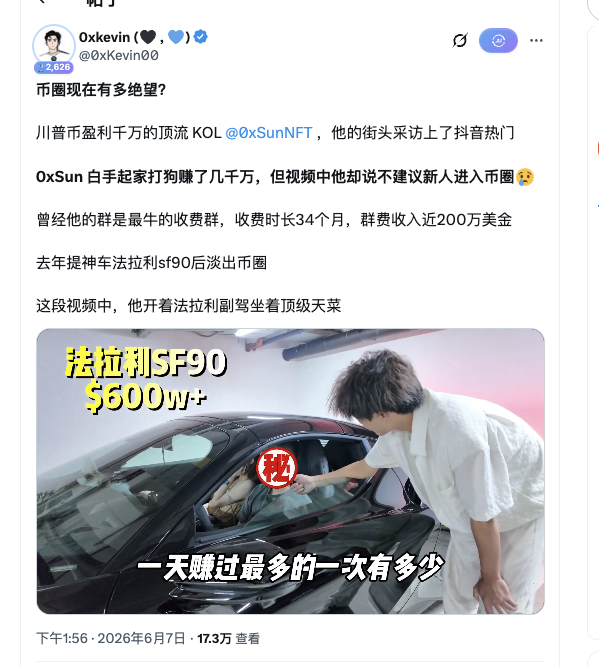 0xkevin (🖤, 🩵)
@0xKevin00
2,626
币圈现在有多绝望?
川普币盈利千万的顶流 KOL @0xSunNFT ，他的街头采访上了抖音热门
0xSun 白手起家打狗赚了几千万，但视频中他却说不建议新人进入币圈😢
曾经他的群是最牛的收费群，收费时长34个月，群费收入近200万美金
去年提神车法拉利sf90后淡出币圈
这段视频中，他开着法拉利副驾坐着顶级天菜
法拉利SF90
$600w+
秘
一天赚过最多的一次有多少
下午1:56 · 2026年6月7日 · 17.3万 查看